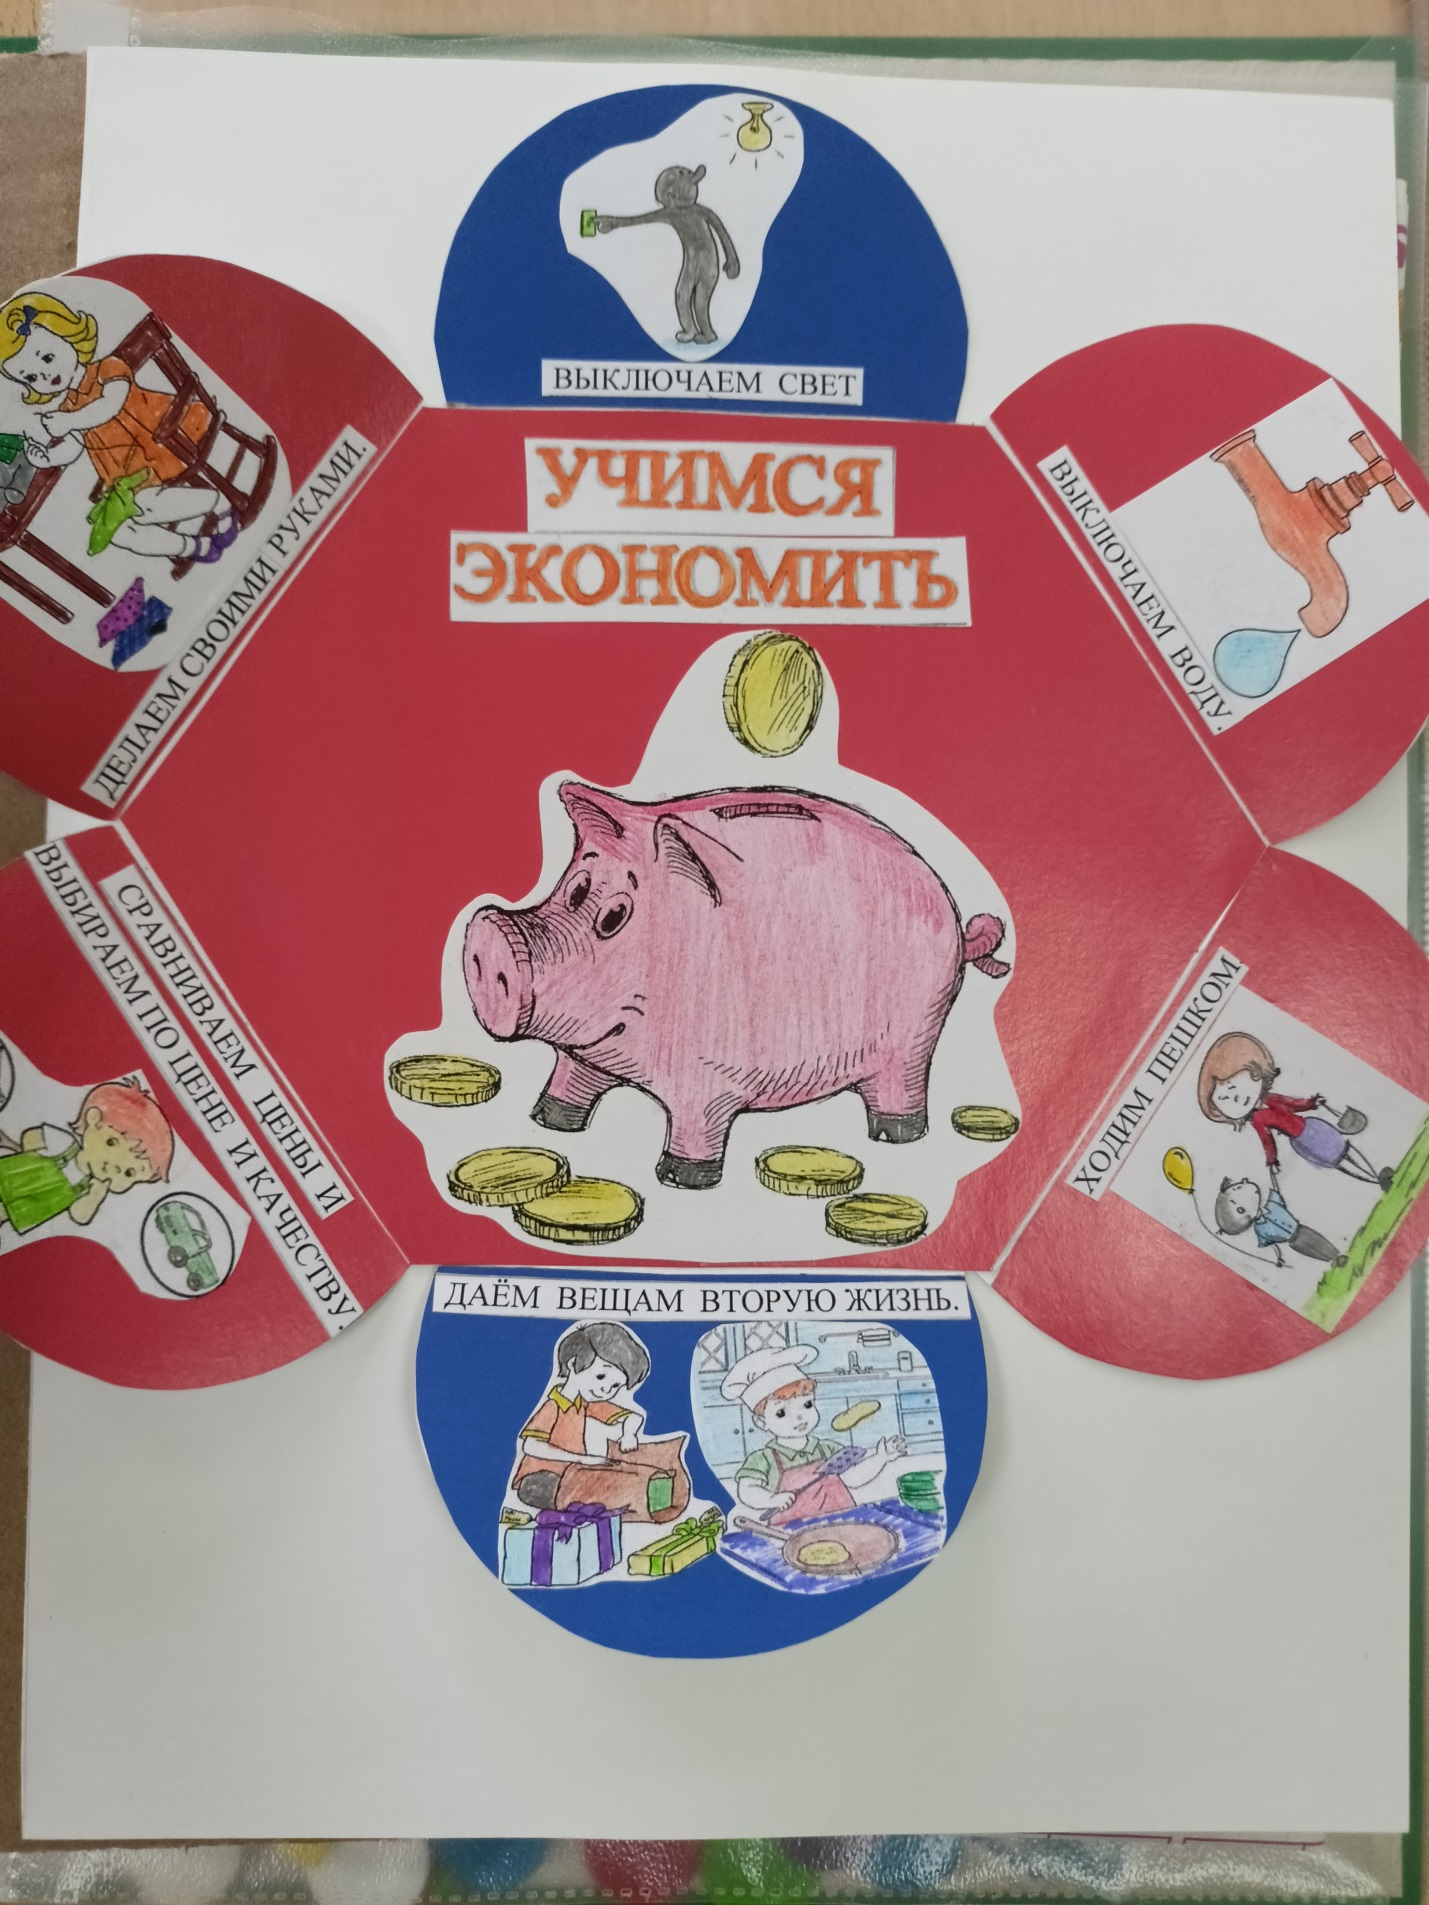 ВЫКЛЮЧАЕМ СВЕТ
УЧИМСЯ
ЭКОНОМИТЬ
ВЫКЛЮЧАЕМ ВОДУ.
ХОДИМ ПЕШКОМ
ДАЁМ ВЕЩАМ ВТОРУЮ ЖИЗНЬ.
СРАВНИВАЕМ ЦЕНЫ И
ВЫБИРАЕМ ПО ЦЕНЕ И КАЧЕСТВУ.
ДЕЛАЕМ СВОИМИ РУКАМИ.